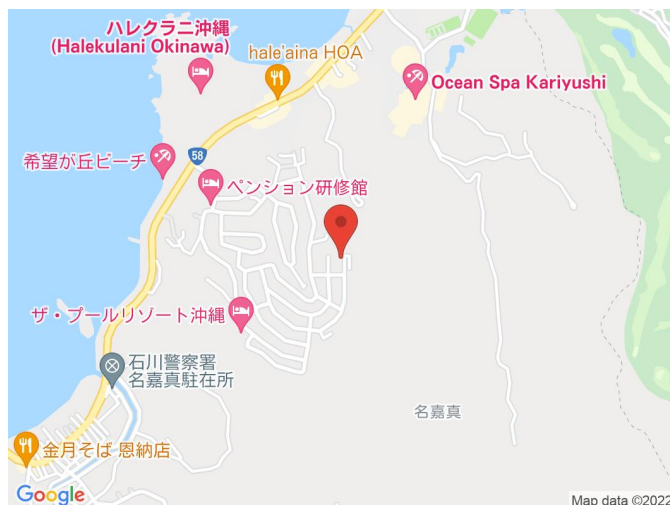 ハレクラニ沖縄
(Halekulani Okinawa)
hale'aina HOA
Ocean Spa Kariyushi
58
希望が丘ビーチ
ペンション研修館
ザ・プールリゾート沖縄
石川警察署
名嘉真駐在所
名嘉真
金月そば 恩納店
Google
Map data ©2022